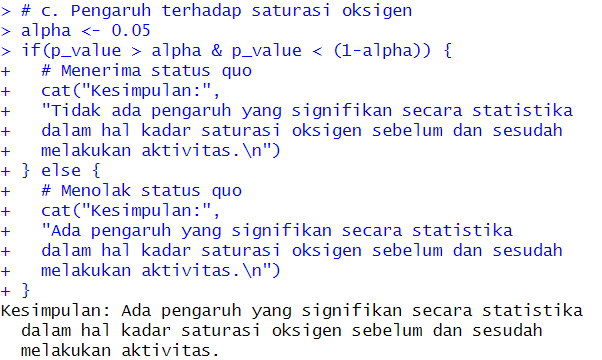 > # c. Pengaruh terhadap saturasi oksigen
> alpha <- 0.05
> if(p_value > alpha & p_value < (1-alpha)) {
+   # Menerima status quo
+   cat("Kesimpulan:",
+   "Tidak ada pengaruh yang signifikan secara statistika
+   dalam hal kadar saturasi oksigen sebelum dan sesudah
+   melakukan aktivitas.\n")
+ } else {
+   # Menolak status quo
+   cat("Kesimpulan:",
+   "Ada pengaruh yang signifikan secara statistika
+   dalam hal kadar saturasi oksigen sebelum dan sesudah
+   melakukan aktivitas.\n")
+ }
Kesimpulan: Ada pengaruh yang signifikan secara statistika
  dalam hal kadar saturasi oksigen sebelum dan sesudah
  melakukan aktivitas.